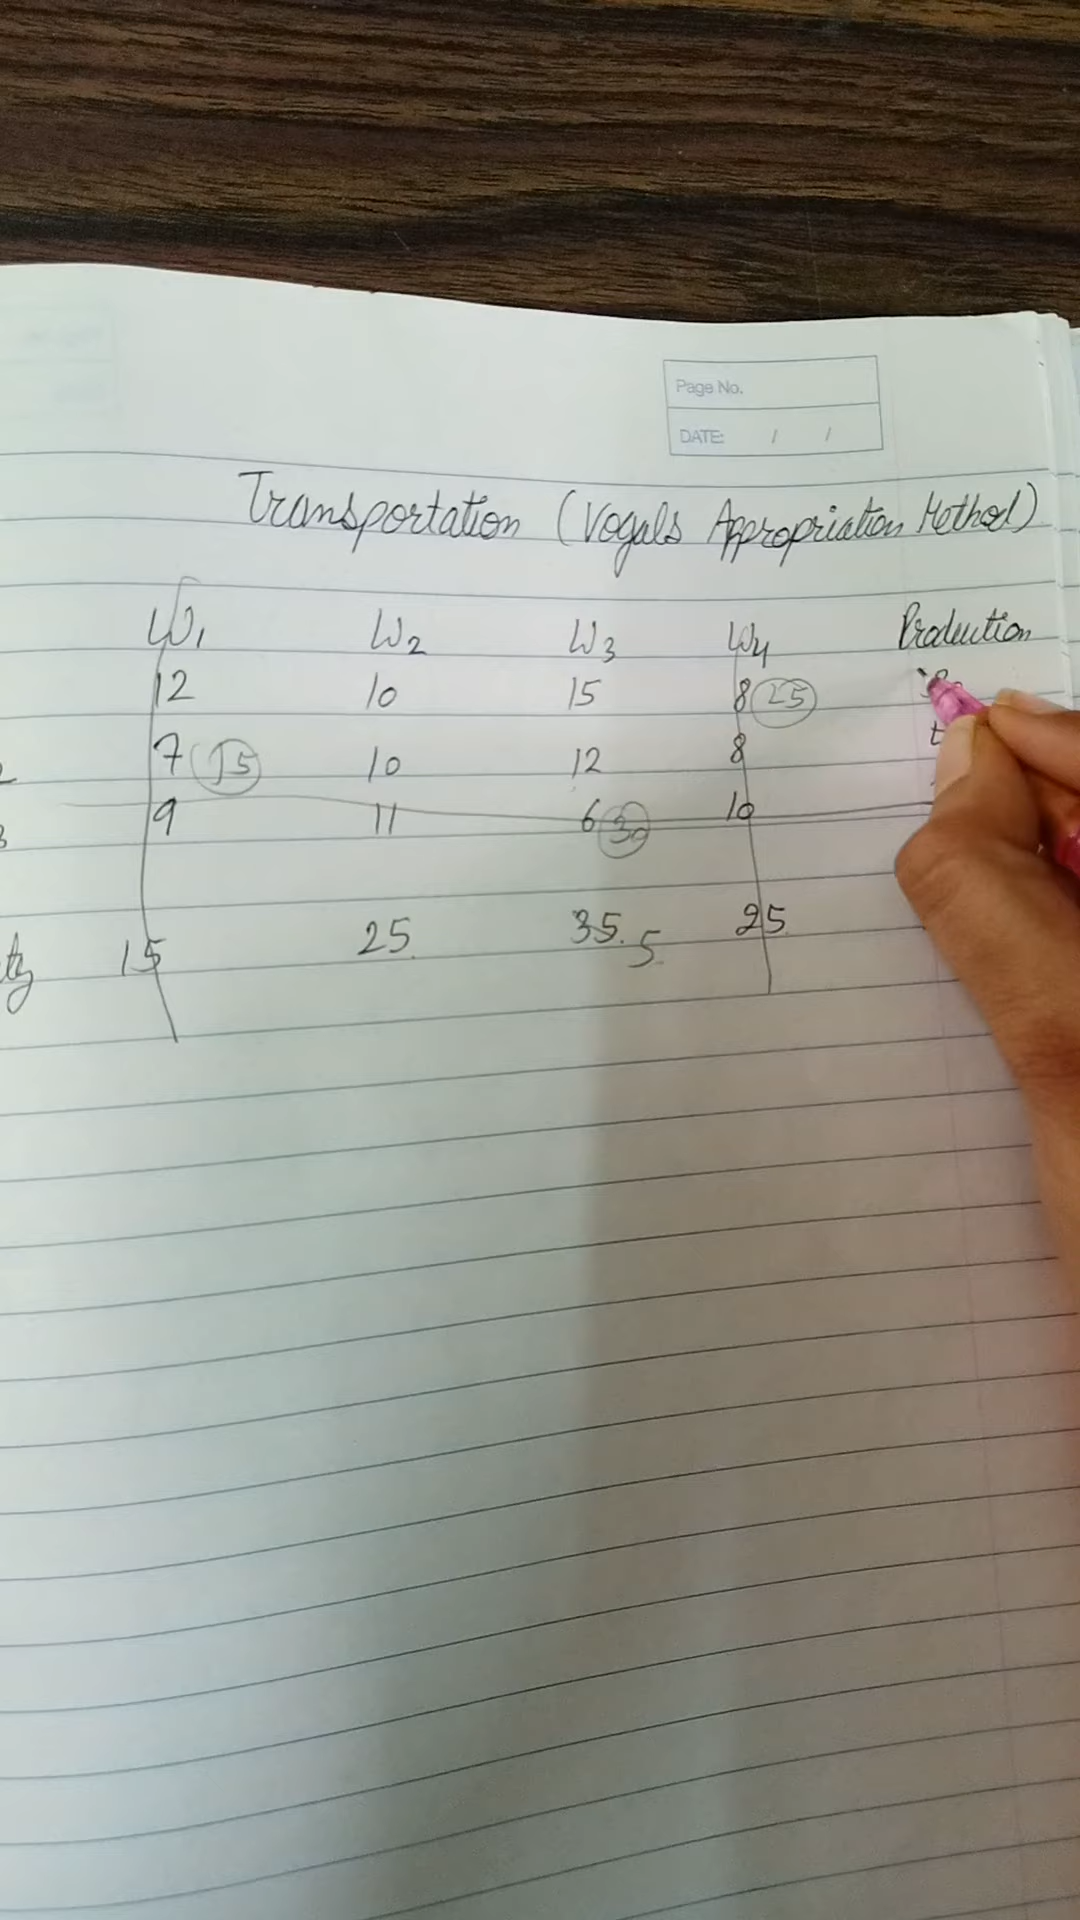 Page No.
DATE: / /
Transportation (Vogals Appropriation Method)
W1 W2 W3 W4 Production
12 10 15 8 25
7 15 10 12 8
9 11 6 30 10
15 25 35 5 25